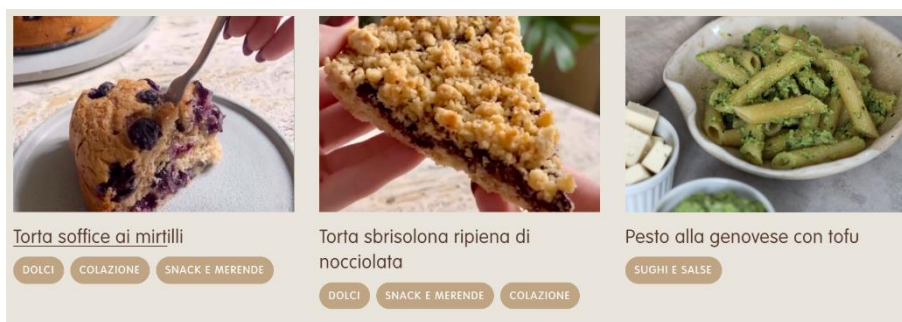 Torta soffice ai mirtilli
DOLCI COLAZIONE SNACK E MERENDE
Torta sbrisolona ripiena di
nocciolata
DOLCI SNACK E MERENDE COLAZIONE
Pesto alla genovese con tofu
SUGHI E SALSE